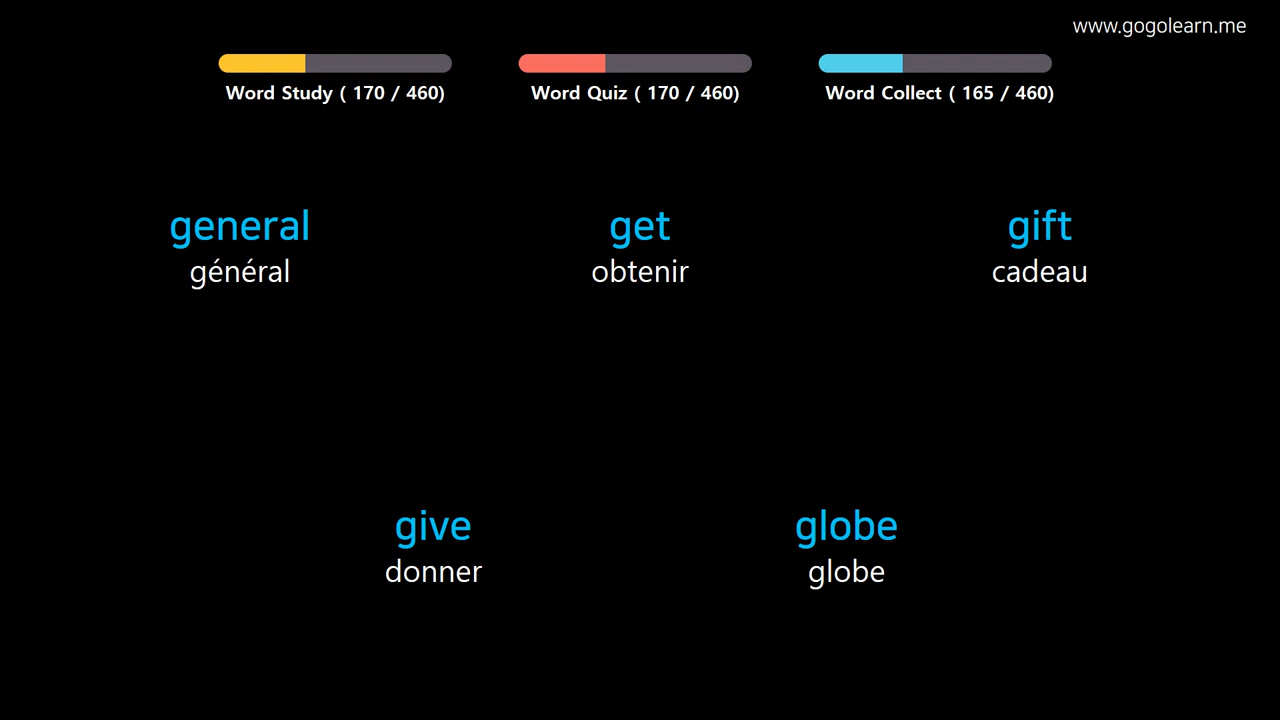 www.gogolearn.me
Word Study ( 170 / 460)
Word Quiz ( 170 / 460)
Word Collect ( 165 / 460)
general
général
get
obtenir
gift
cadeau
give
donner
globe
globe